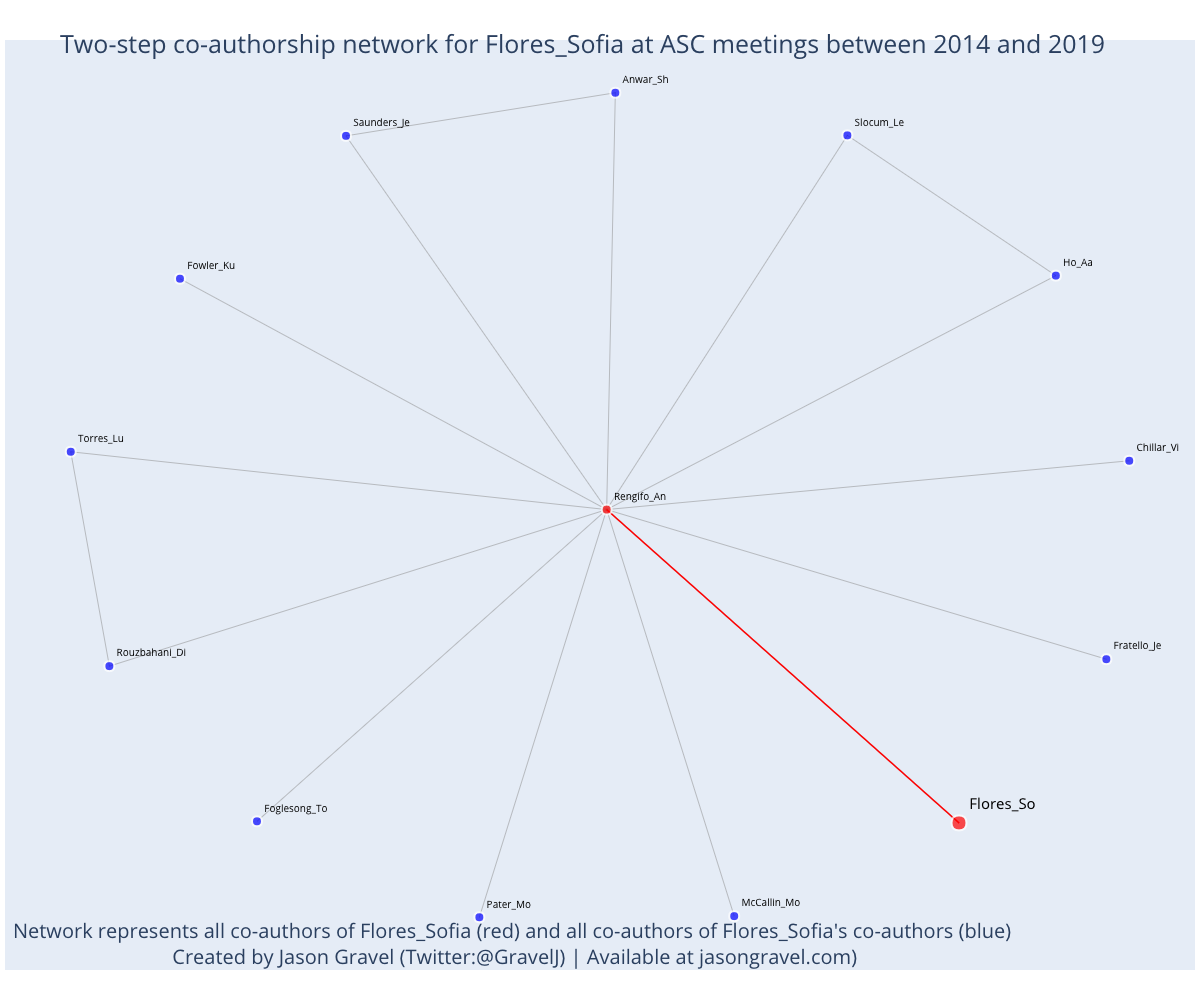 Two-step co-authorship network for Flores_Sofia at ASC meetings between 2014 and 2019
Anwar_Sh
Saunders_Je
Slocum_Le
Fowler_Ku
Ho_Aa
Torres_Lu
Chillar_Vi
Rengifo_An
Rouzbahani_Di
Fratello_Je
Foglesong_To
Flores_So
Pater_Mo
McCallin_Mo
Network represents all co-authors of Flores_Sofia (red) and all co-authors of Flores_Sofia's co-authors (blue)
Created by Jason Gravel (Twitter:@GravelJ) | Available at jasongravel.com)